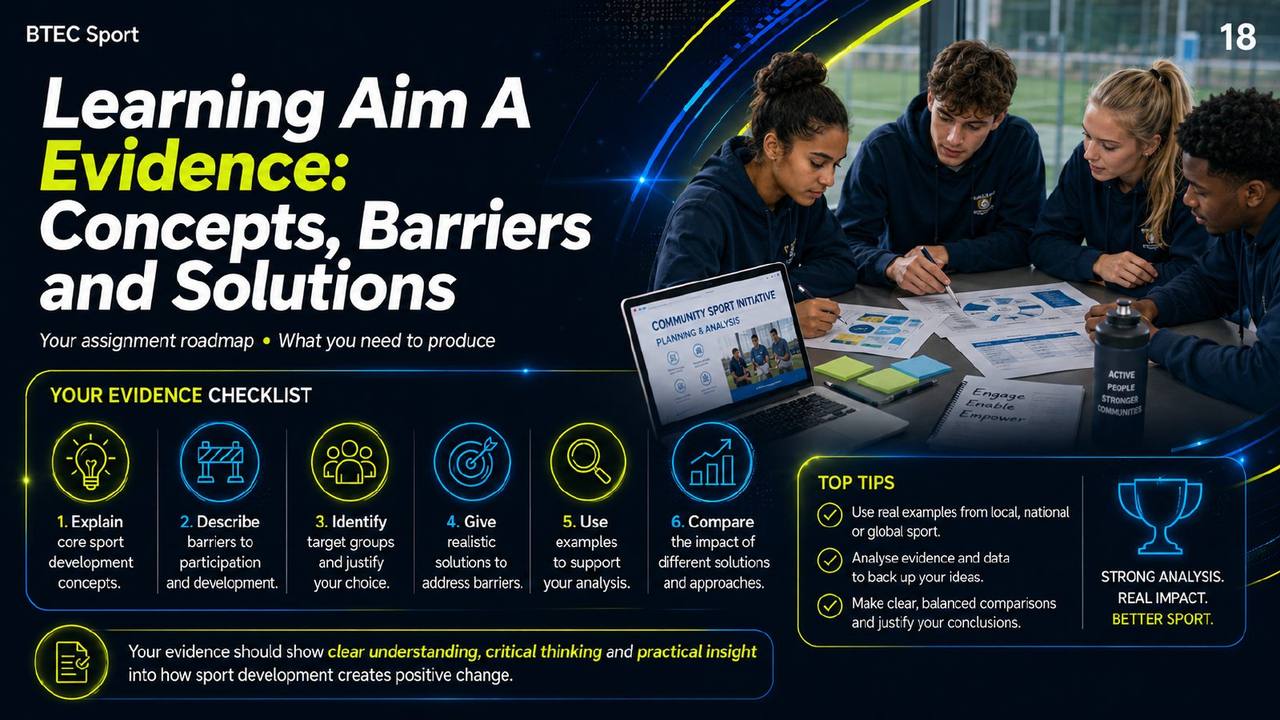 BTEC Sport
18
Learning Aim A
Evidence:
Concepts, Barriers
and Solutions
Your assignment roadmap • What you need to produce
YOUR EVIDENCE CHECKLIST
1. Explain
core sport
development
concepts.
2. Describe
barriers to
participation
and development.
3. Identify
target groups
and justify
your choice.
4. Give
realistic
solutions to
address barriers.
5. Use
examples
to support
your analysis.
6. Compare
the impact of
different solutions
and approaches.
Your evidence should show clear understanding, critical thinking and practical insight
into how sport development creates positive change.
COMMUNITY SPORT INITIATIVE
PLANNING & ANALYSIS
Engage
Enable
Empower
ACTIVE
PEOPLE
STRONGER
COMMUNITIES
TOP TIPS
Use real examples from local, national
or global sport.
Analyse evidence and data
to back up your ideas.
Make clear, balanced comparisons
and justify your conclusions.
STRONG ANALYSIS.
REAL IMPACT.
BETTER SPORT.